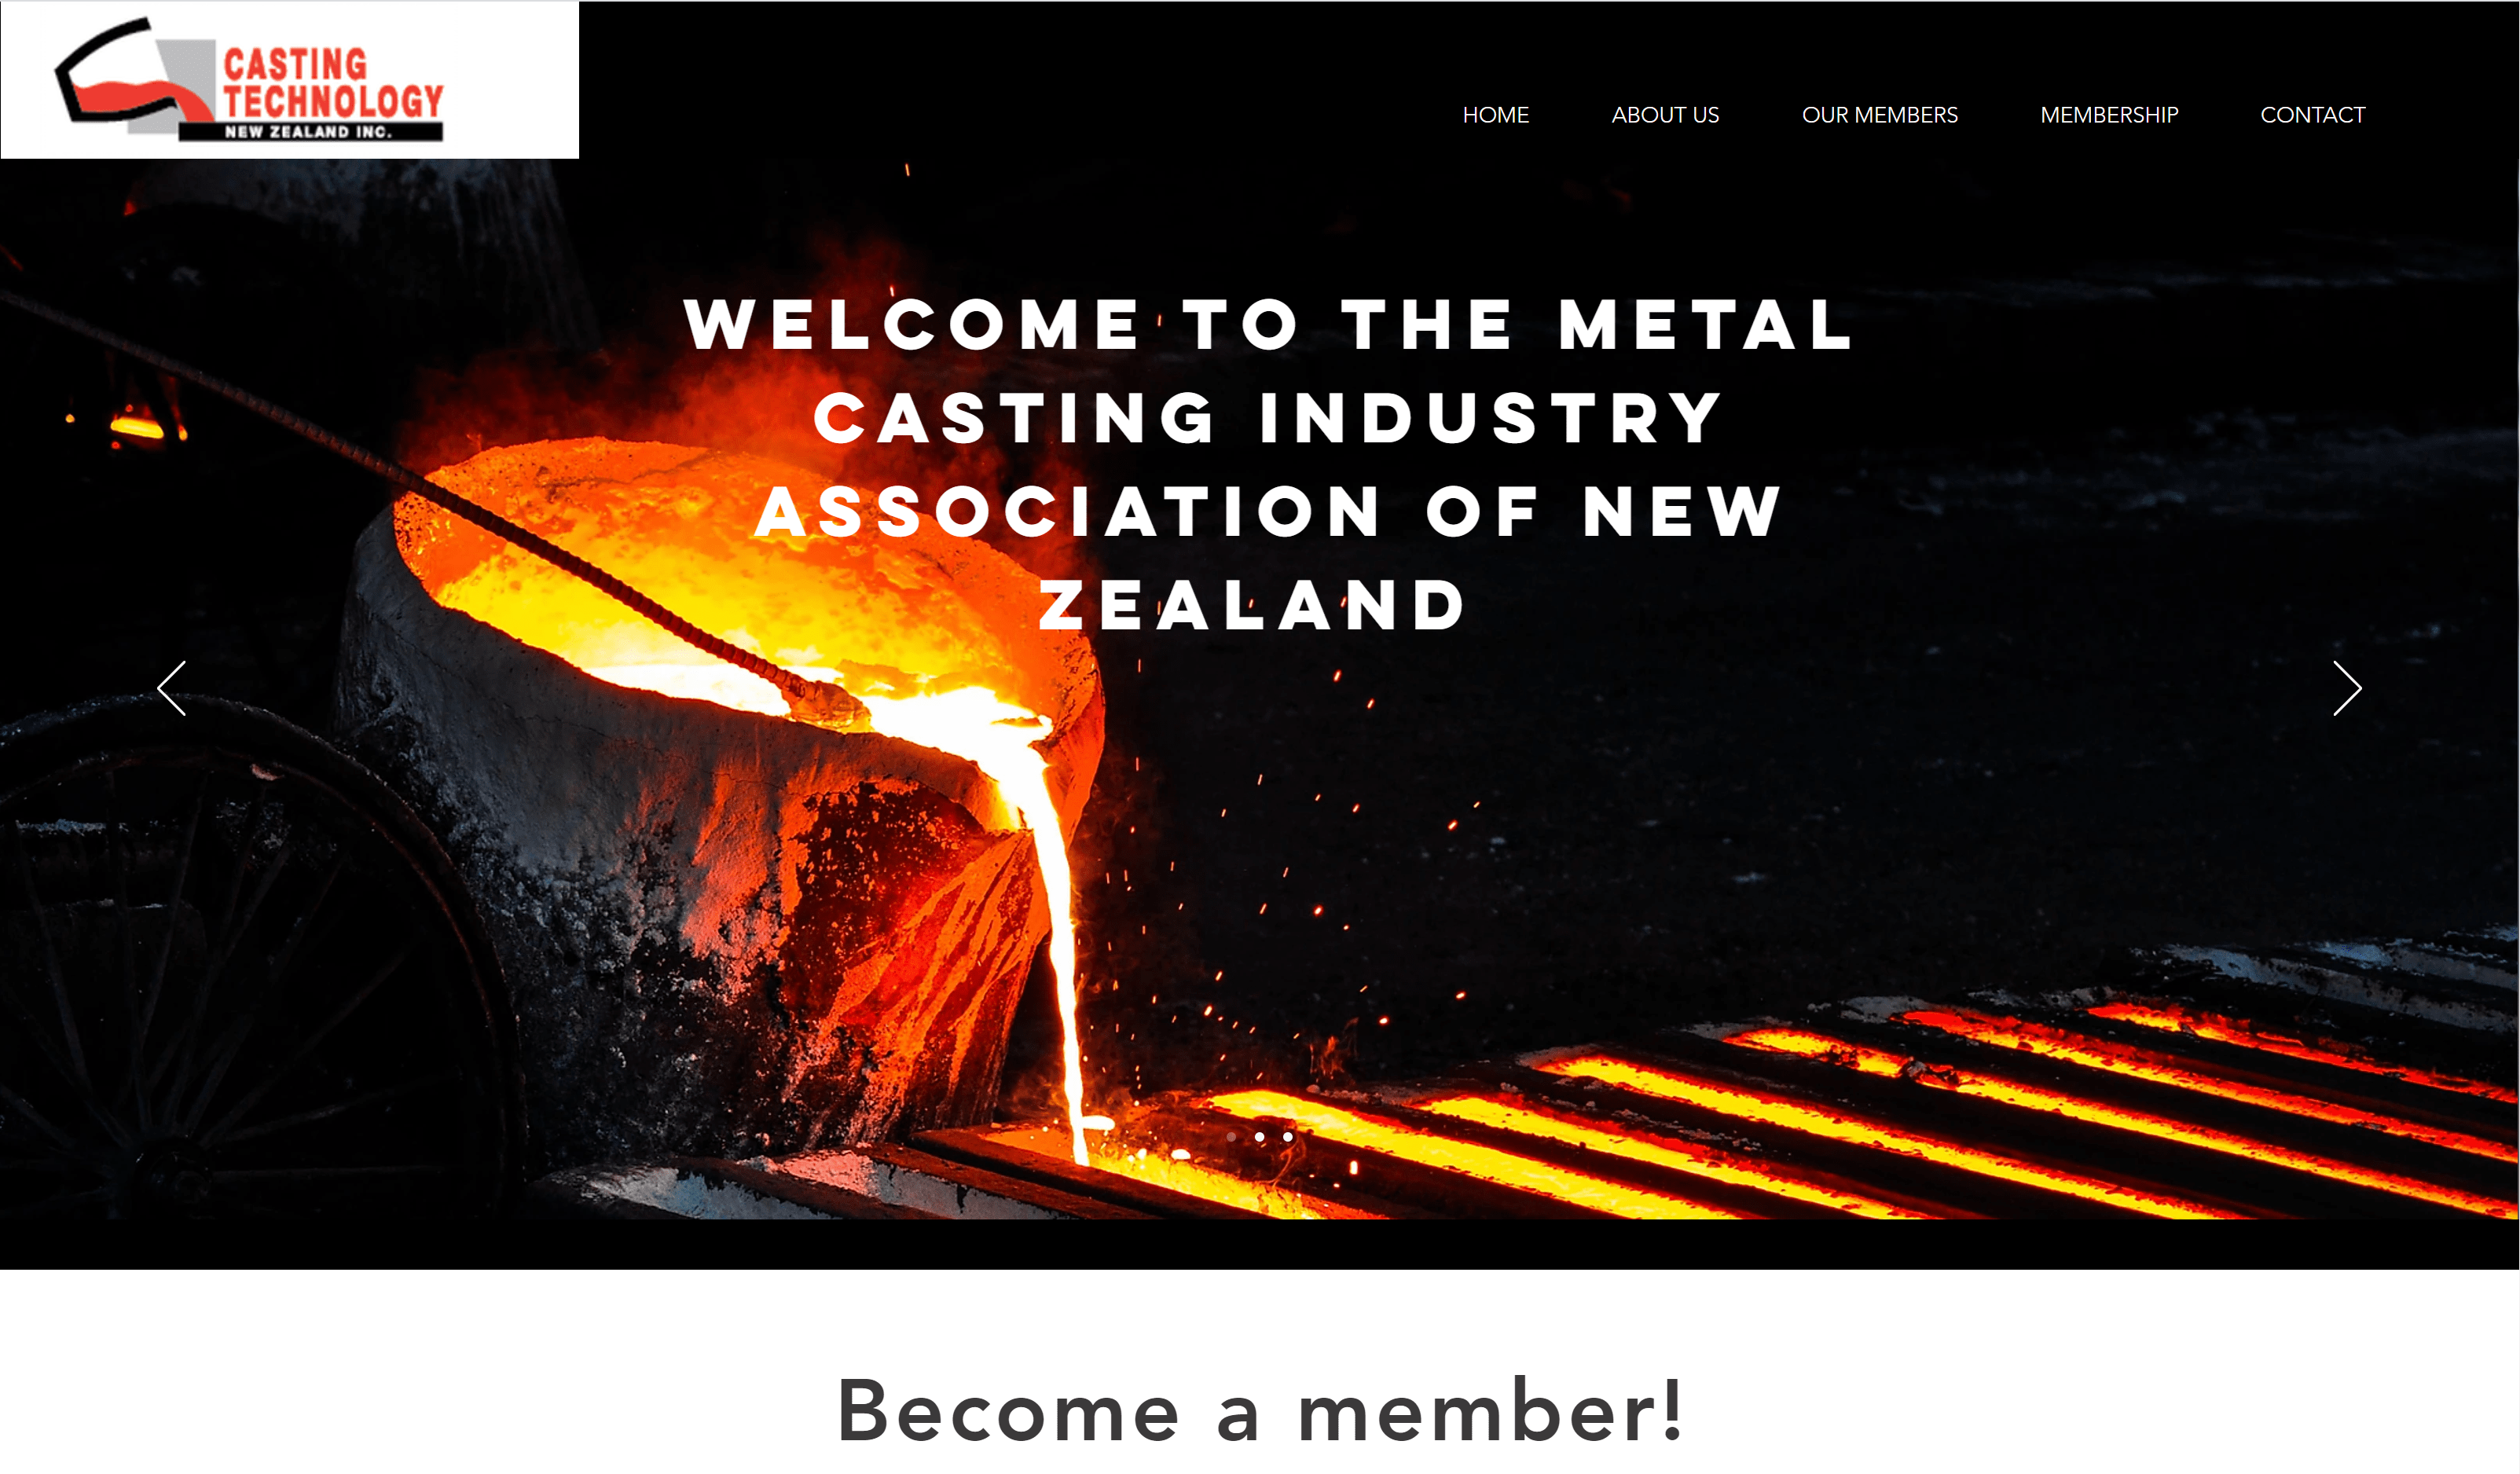 CASTING
TECHNOLOGY
NEW ZEALAND INC.
HOME ABOUT US OUR MEMBERS MEMBERSHIP CONTACT
WELCOME TO THE METAL
CASTING INDUSTRY
ASSOCIATION OF NEW
ZEALAND
Become a member!